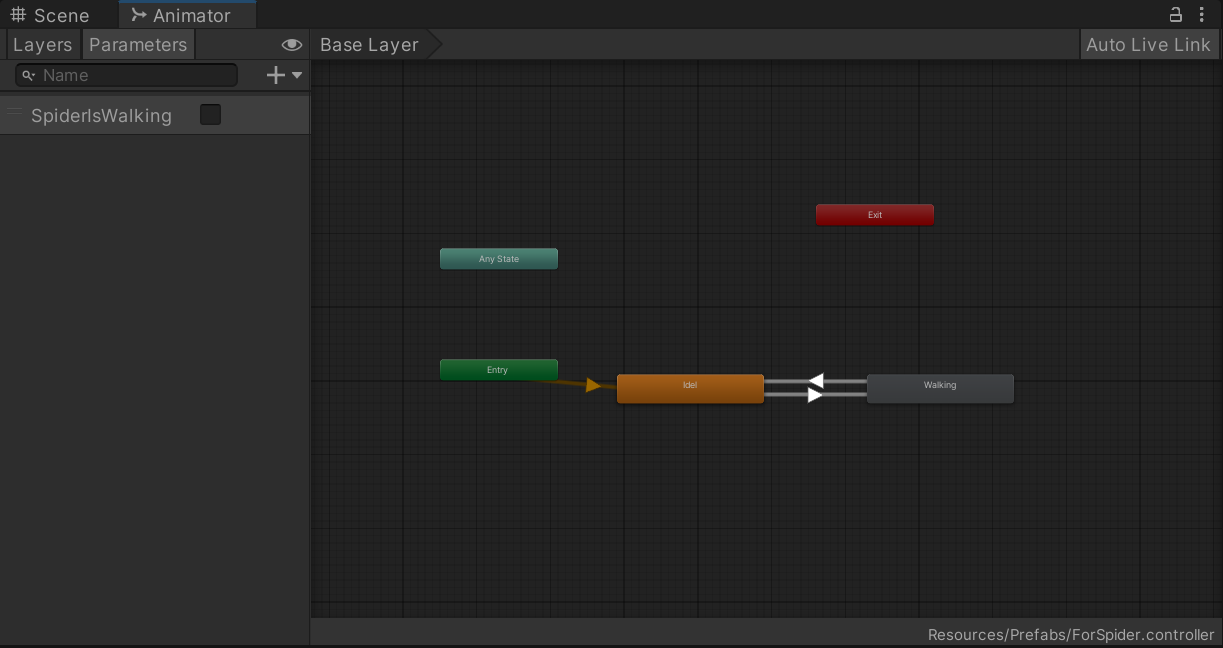 Scene
Animator
Layers
Parameters
Base Layer
Auto Live Link
Name
SpiderIsWalking
Exit
Any State
Entry
Idel
Walking
Resources/Prefabs/ForSpider.controller